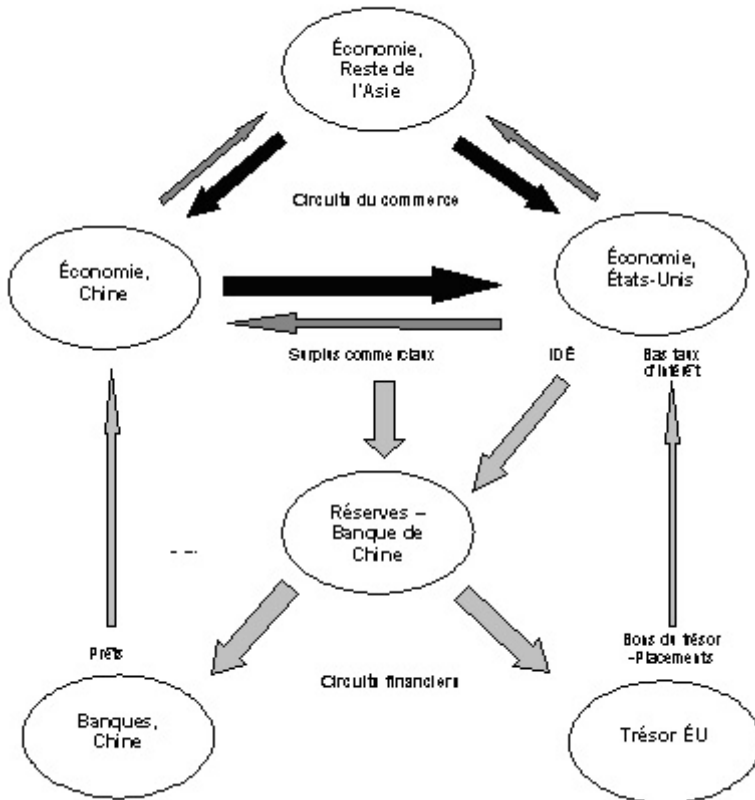 Économie,
Reste de
l'Asie
Circuits du commerce
Économie,
Chine
Économie,
États-Unis
Surplus commerciaux
IDÉ
Bas taux
d'intérêt
Réserves –
Banque de
Chine
Prêts
Bons du trésor
-Placements
Circuits financiers
Banques,
Chine
Trésor ÉU